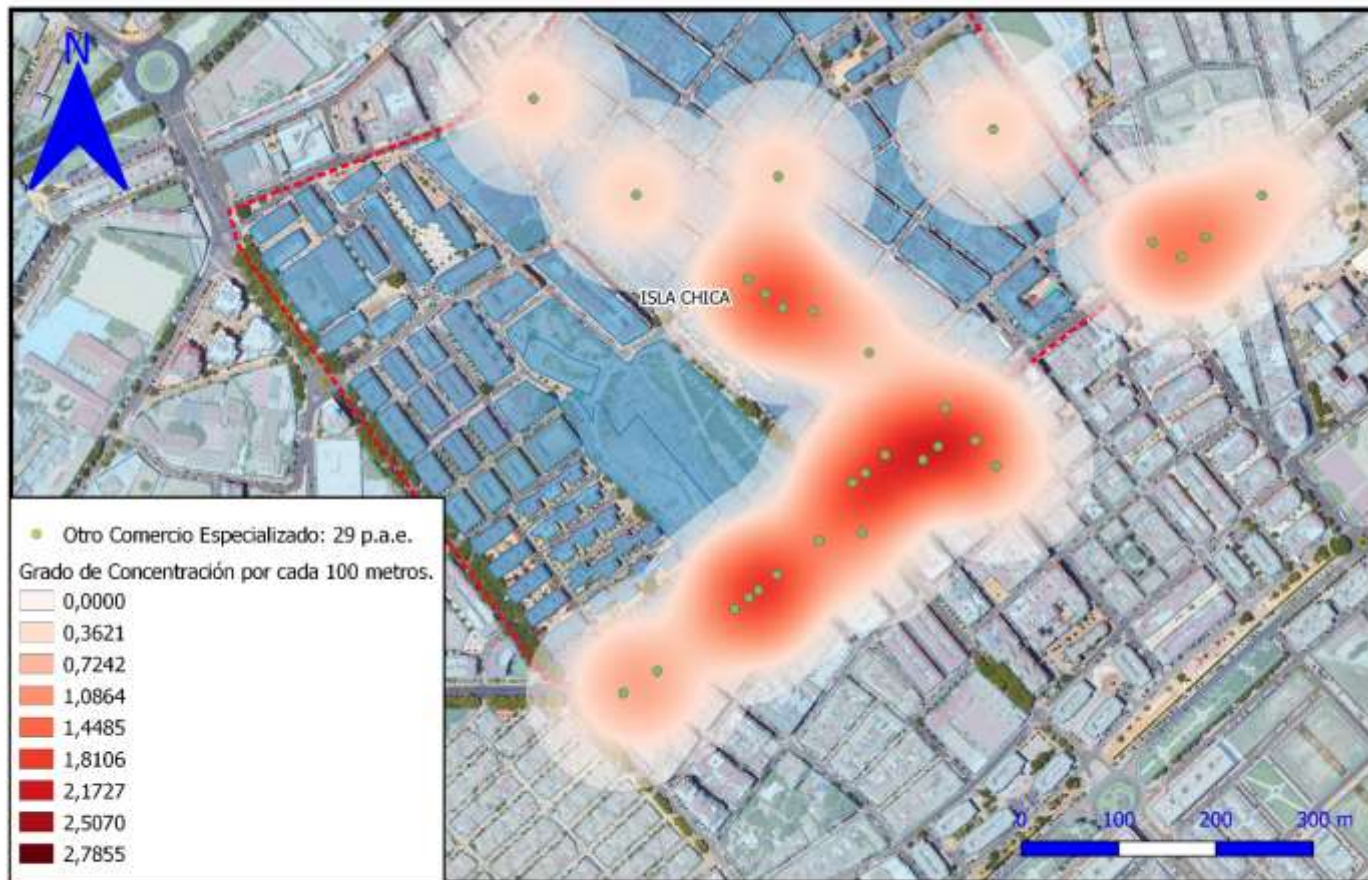 N
ISLA CHICA
Otro Comercio Especializado: 29 p.a.e.
Grado de Concentración por cada 100 metros.
0,0000
0,3621
0,7242
1,0864
1,4485
1,8106
2,1727
2,5070
2,7855
0 100 200 300 m